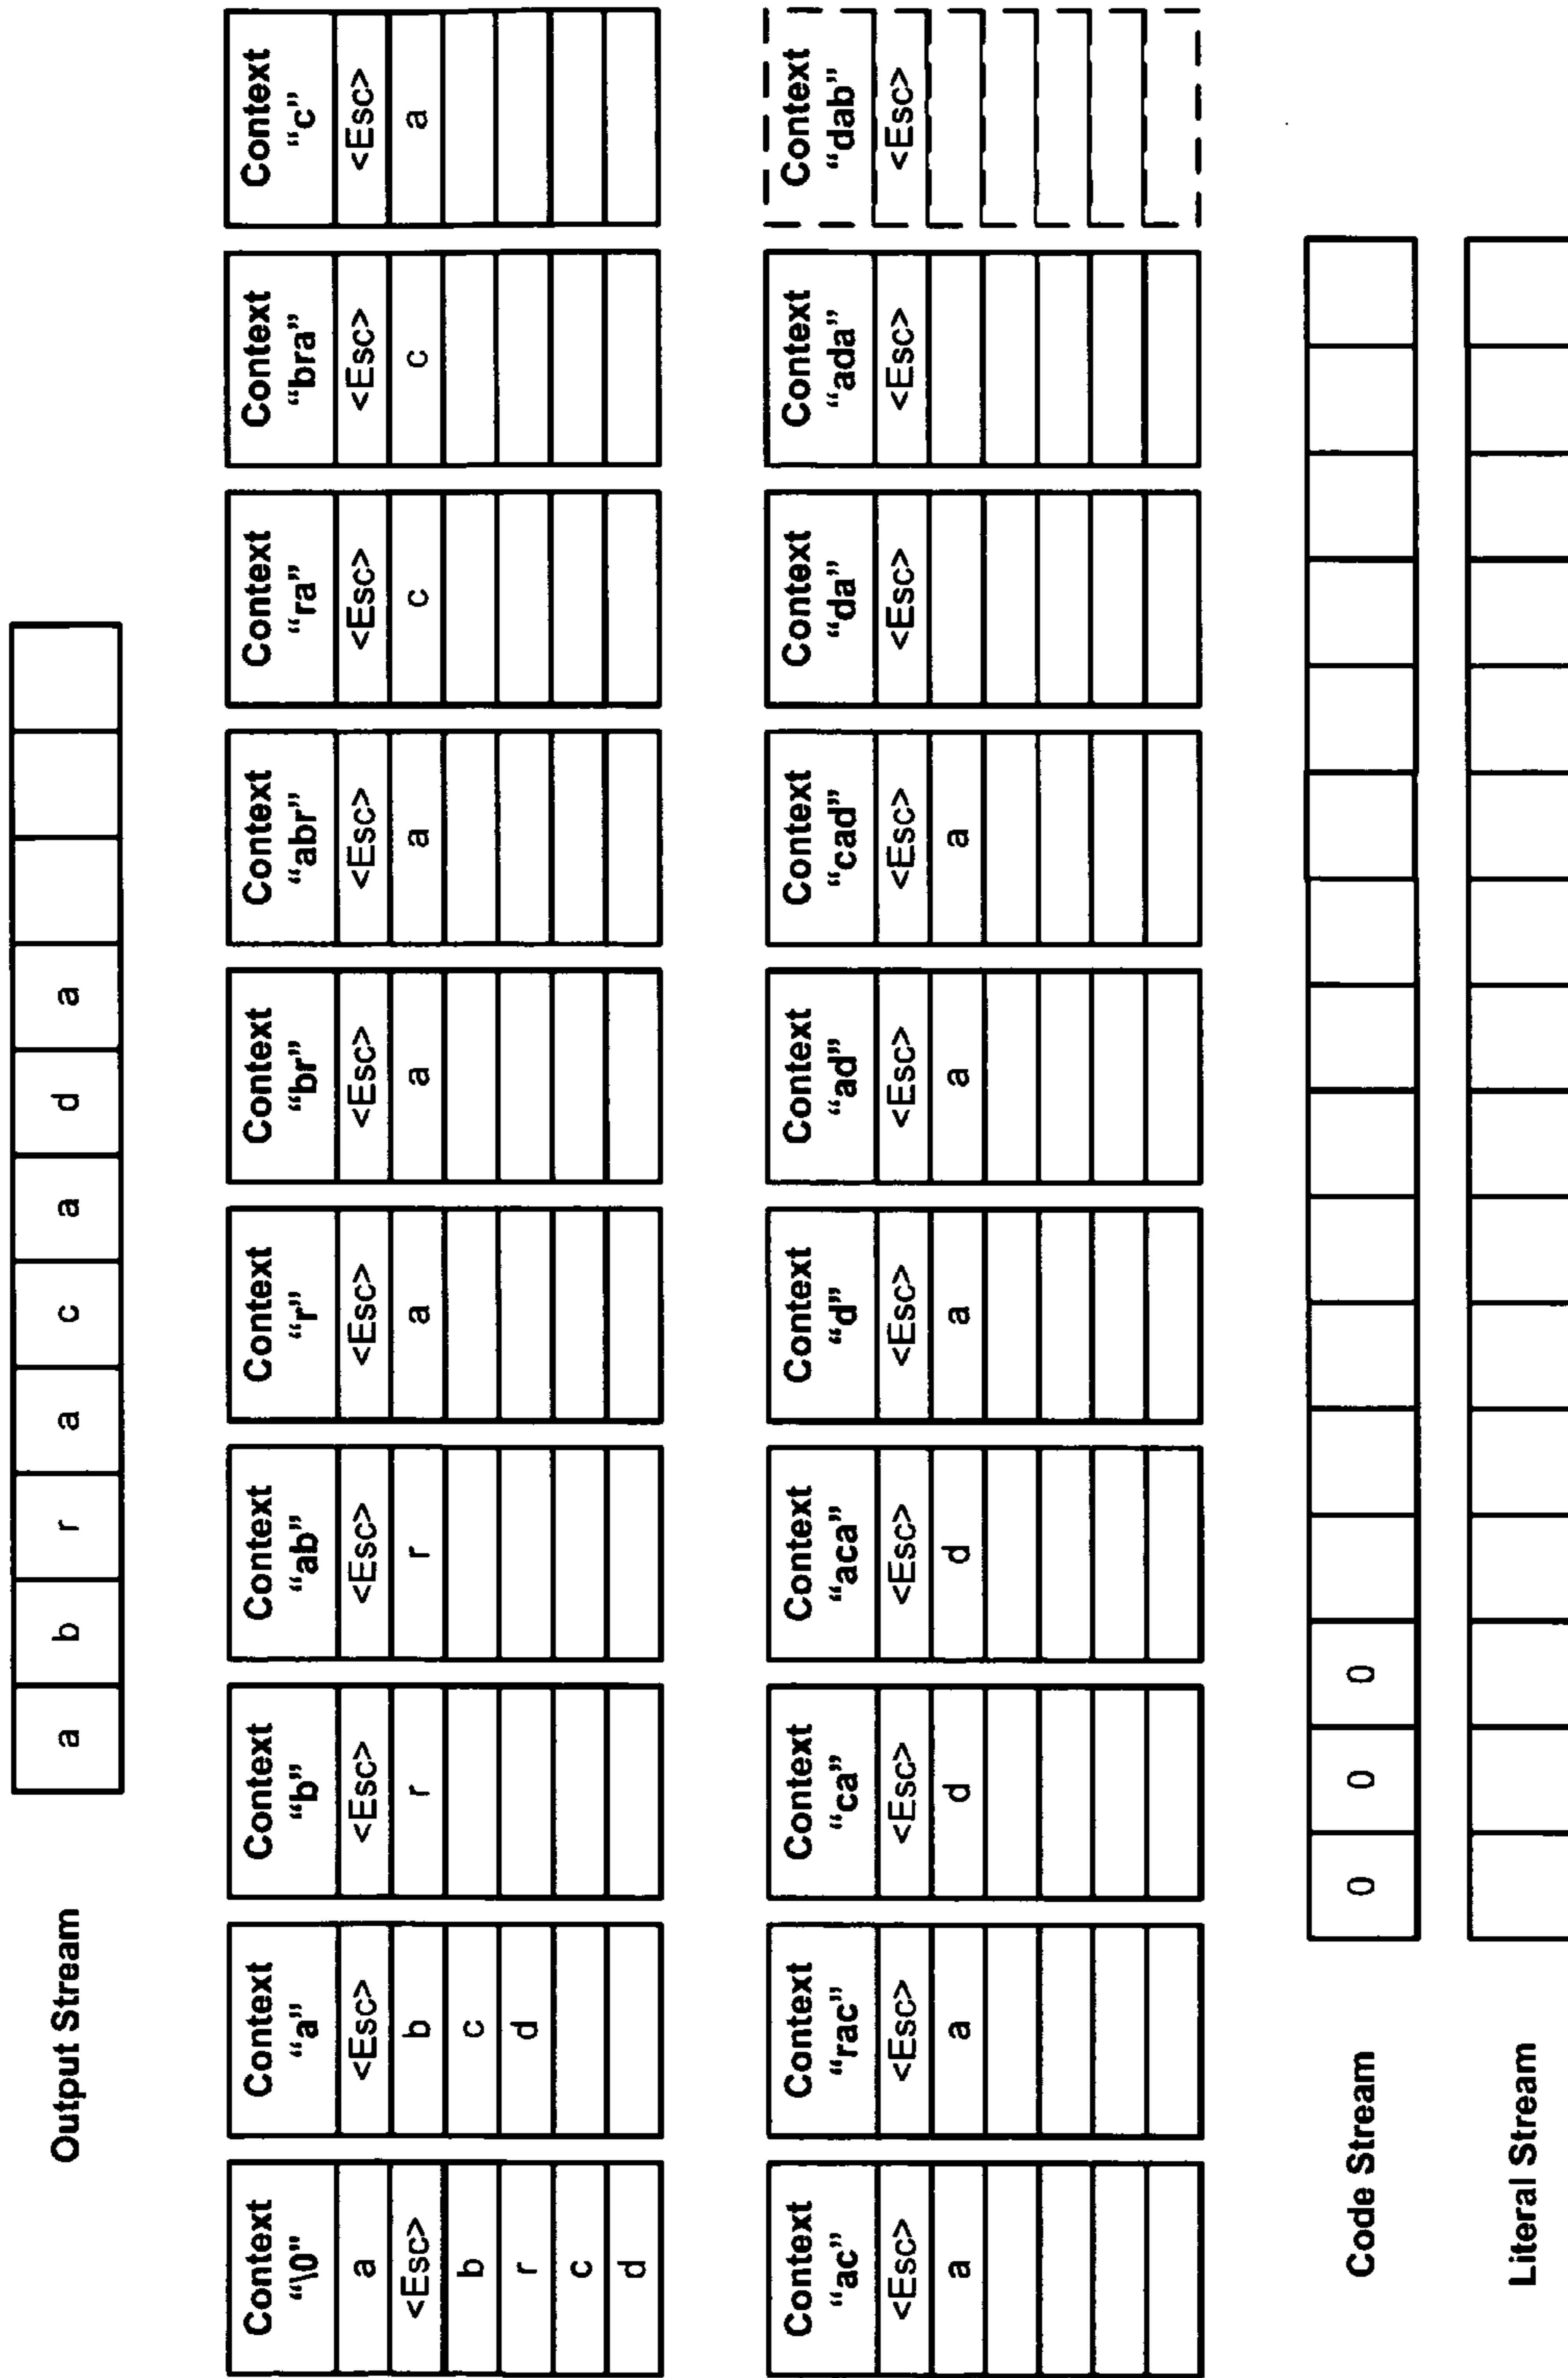 Output Stream a b r a c a d a
Context Context Context Context Context Context Context Context Context Context
“\0” “a” “b” “ab” “r” “br” “abr” “ra” “bra” “c”
a <Esc> <Esc> <Esc> <Esc> <Esc> <Esc> <Esc> <Esc> <Esc>
<Esc> b r r a a a c c a
b c
r d
c
d
Context Context Context Context Context Context Context Context Context Context
“ac” “rac” “ca” “aca” “d” “ad” “cad” “da” “ada” “dab”
<Esc> <Esc> <Esc> <Esc> <Esc> <Esc> <Esc> <Esc> <Esc> <Esc>
a a d d a a a
Code Stream 0 0 0
Literal Stream